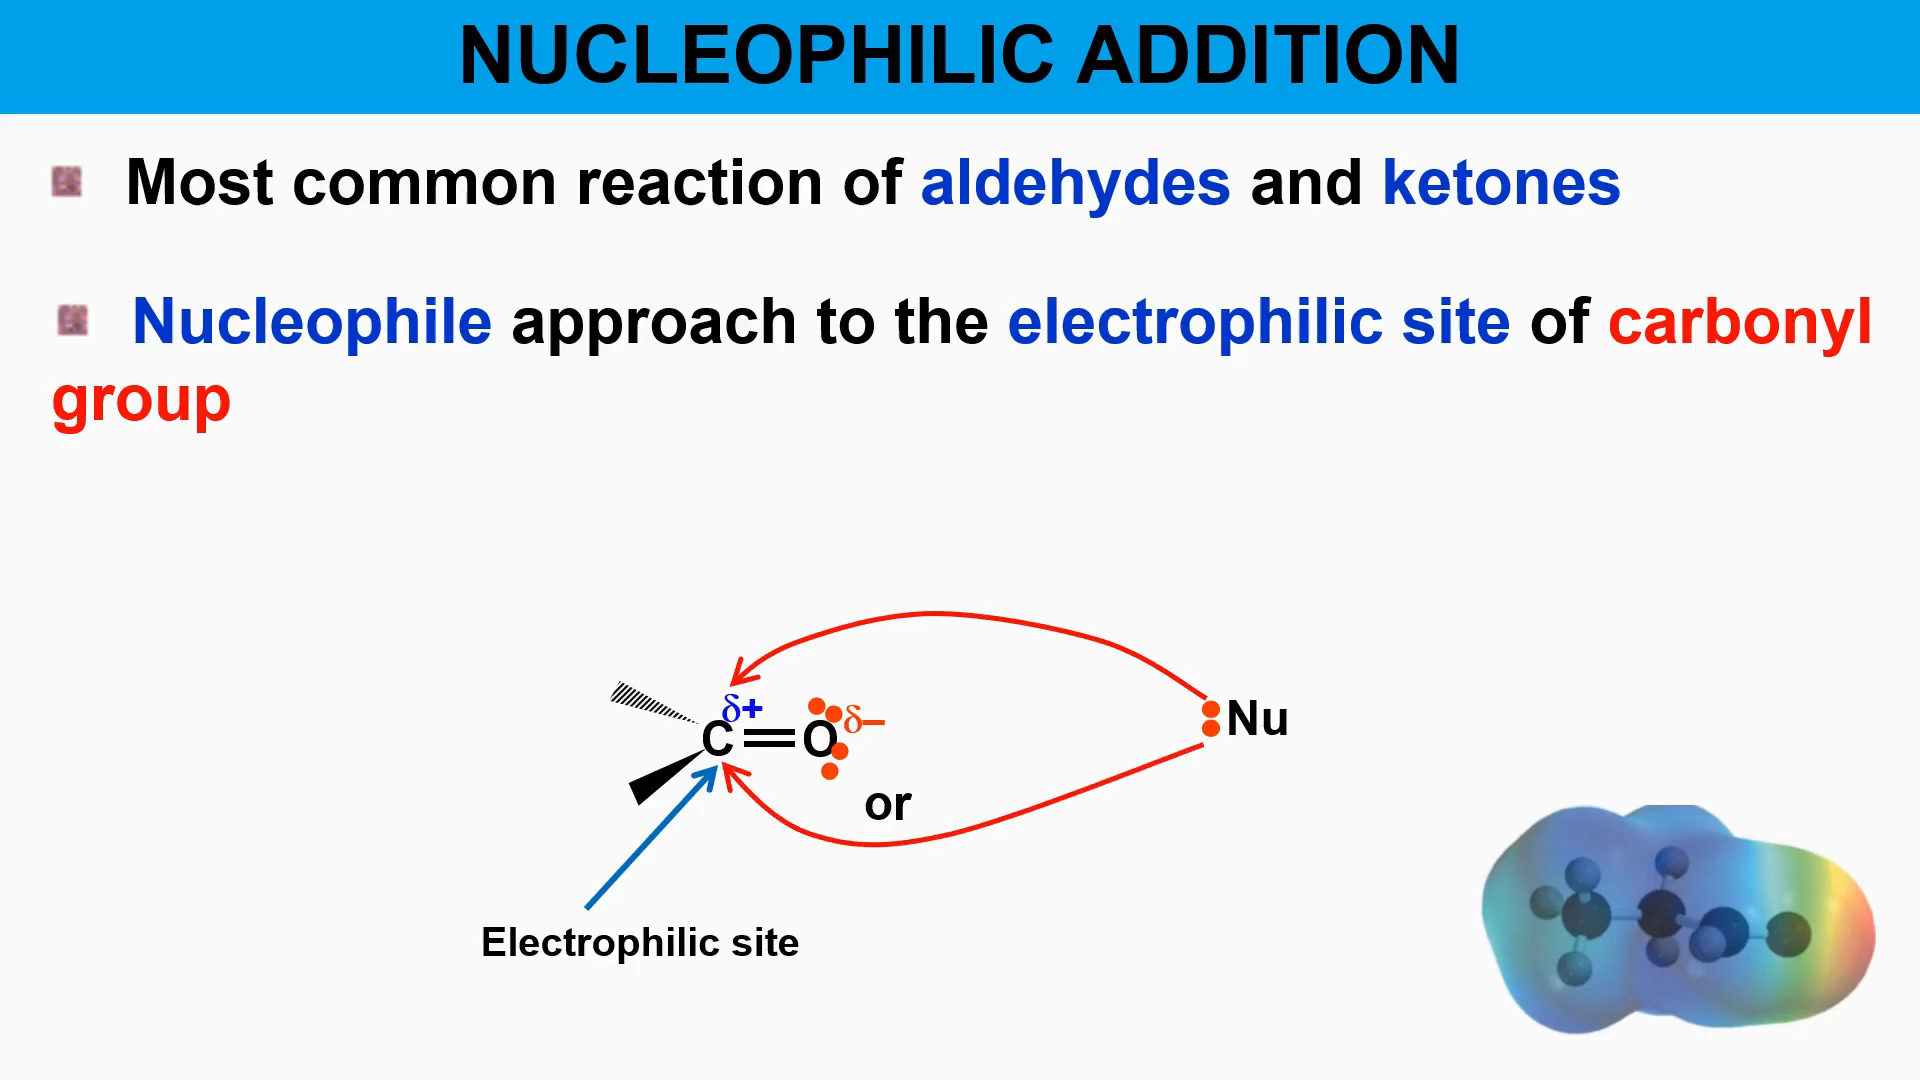 NUCLEOPHILIC ADDITION
Most common reaction of aldehydes and ketones
Nucleophile approach to the electrophilic site of carbonyl
group
δ+
δ−
C
O
Nu
or
Electrophilic site